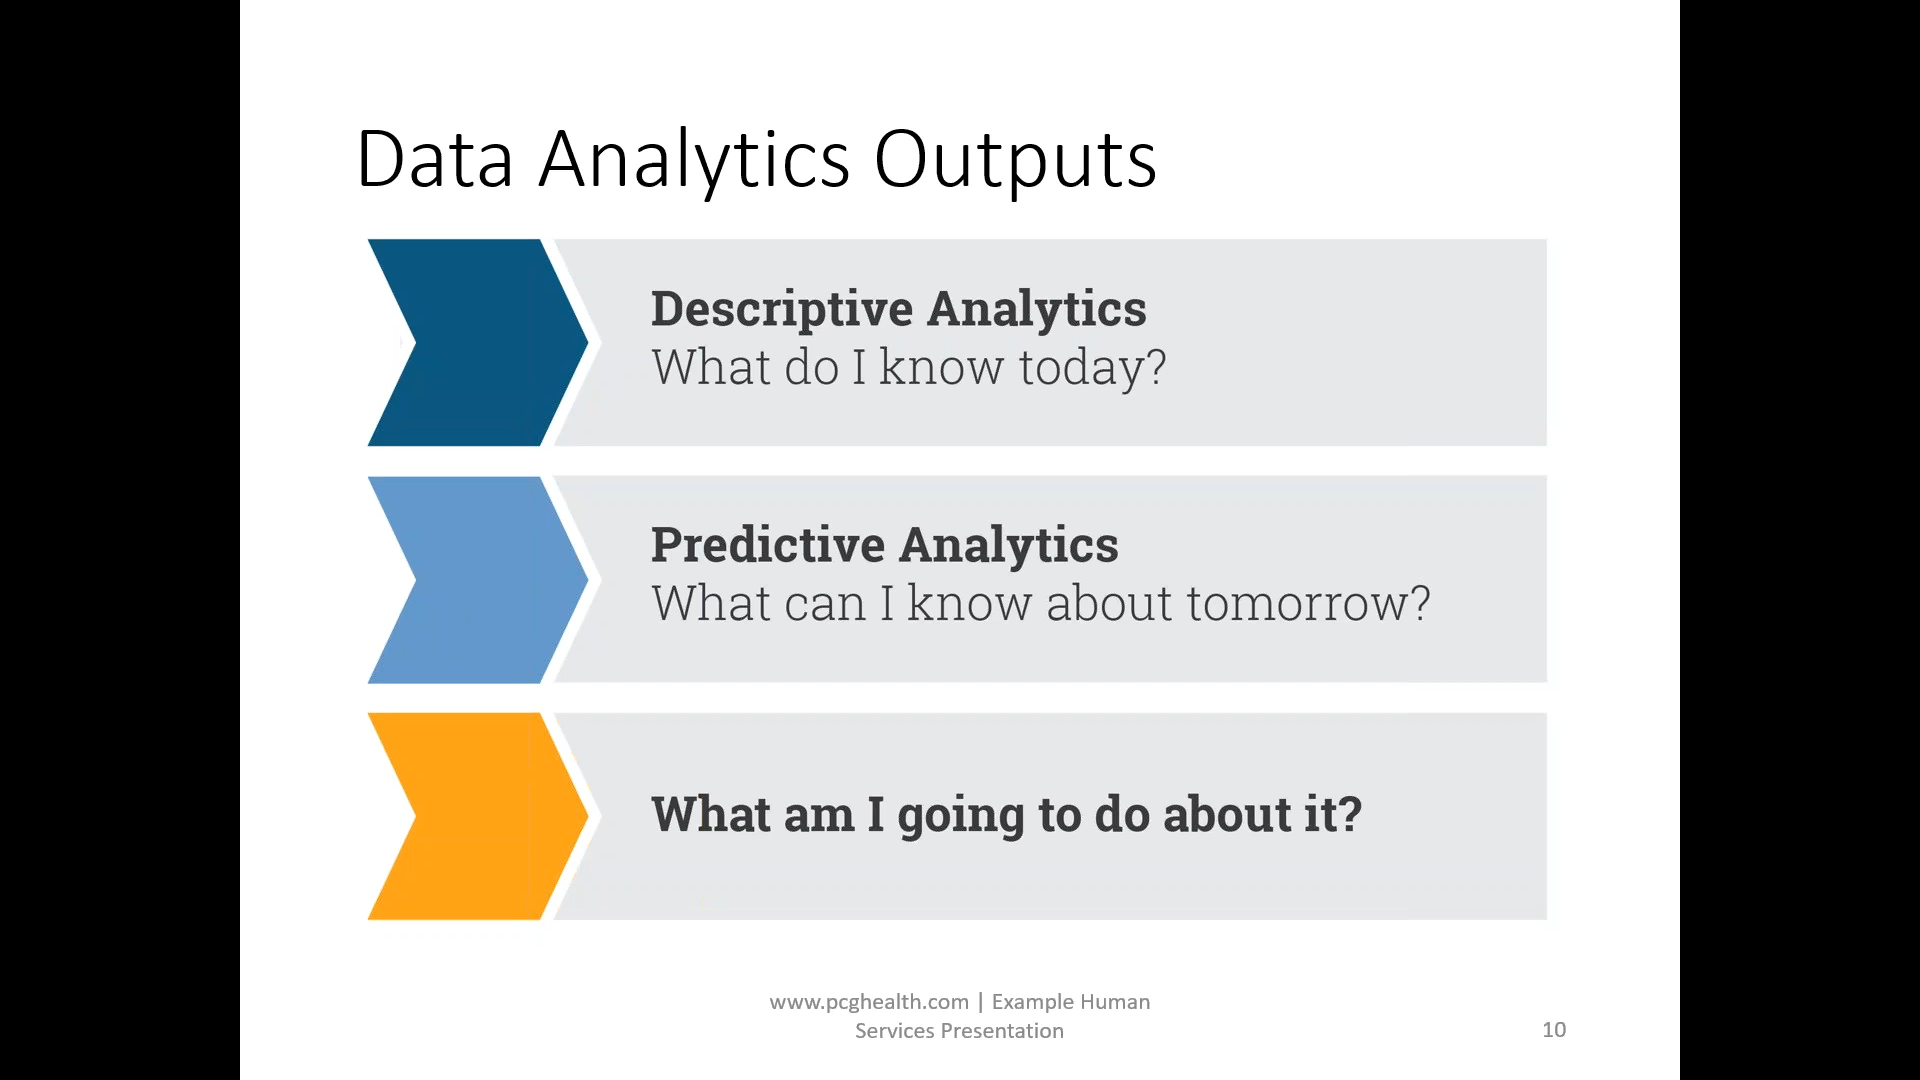 Data Analytics Outputs
Descriptive Analytics
What do I know today?
Predictive Analytics
What can I know about tomorrow?
What am I going to do about it?
www.pcghealth.com | Example Human
Services Presentation
10